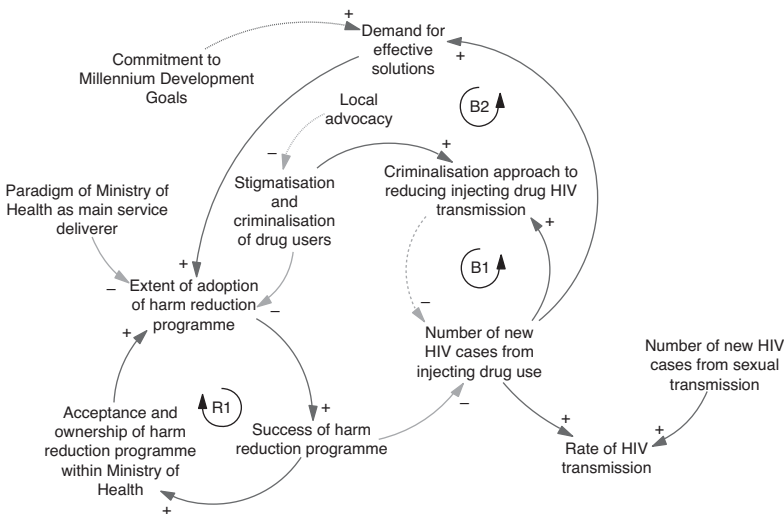 Demand for
effective
solutions
+
+
Commitment to
Millennium Development
Goals
Local
advocacy
B2
–
+
Criminalisation approach to
reducing injecting drug HIV
transmission
Paradigm of Ministry of
Health as main service
deliverer
Stigmatisation
and
criminalisation
of drug users
+
B1
+
–
Extent of adoption
of harm reduction
programme
–
–
Number of new
HIV cases from
injecting drug use
Number of new HIV
cases from sexual
transmission
+
–
R1
Acceptance and
ownership of harm
reduction programme
within Ministry of
Health
+
Success of harm
reduction programme
+
+
+
Rate of HIV
transmission